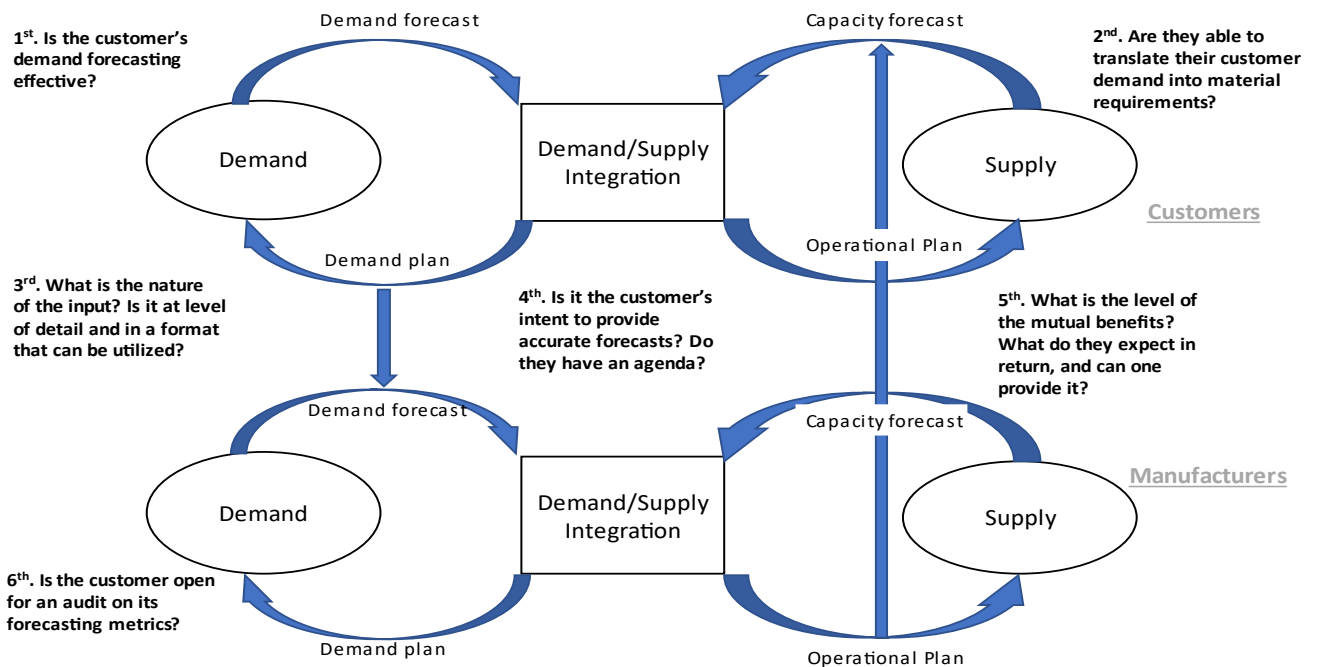 Demand forecast
Capacity forecast
1st. Is the customer's
demand forecasting
effective?
2nd. Are they able to
translate their customer
demand into material
requirements?
Demand
Demand/Supply
Integration
Supply
Customers
Demand plan
Operational Plan
3rd. What is the nature
of the input? Is it at level
of detail and in a format
that can be utilized?
4th. Is it the customer's
intent to provide
accurate forecasts? Do
they have an agenda?
5th. What is the level of
the mutual benefits?
What do they expect in
return, and can one
provide it?
Demand forecast
Capacity forecast
Manufacturers
Demand
Demand/Supply
Integration
Supply
6th. Is the customer open
for an audit on its
forecasting metrics?
Demand plan
Operational Plan